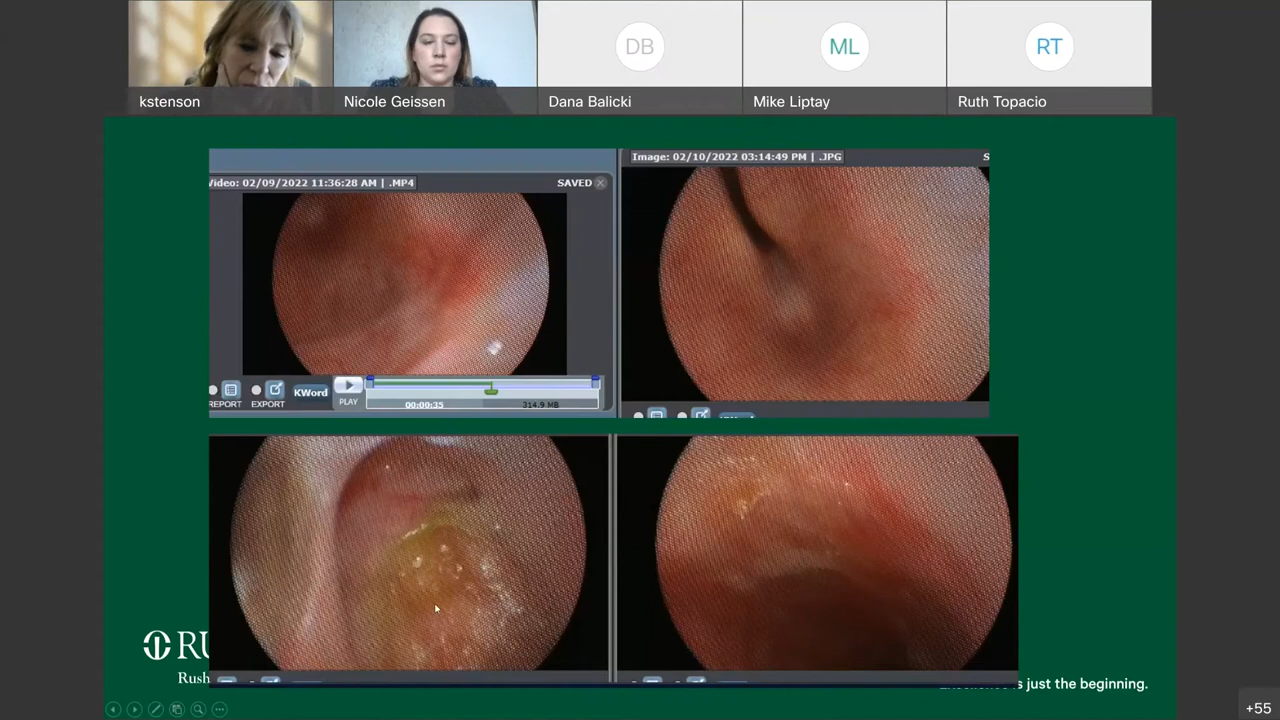 DB
ML
RT
kstenson
Nicole Geissen
Dana Balicki
Mike Liptay
Ruth Topacio
Video: 02/09/2022 11:36:28 AM | .MP4
SAVED
Image: 02/10/2022 03:14:49 PM | .JPG
S
REPORT
EXPORT
KWord
PLAY
00:00:35
314.9 MB
RU
Rush
is just the beginning.
+55